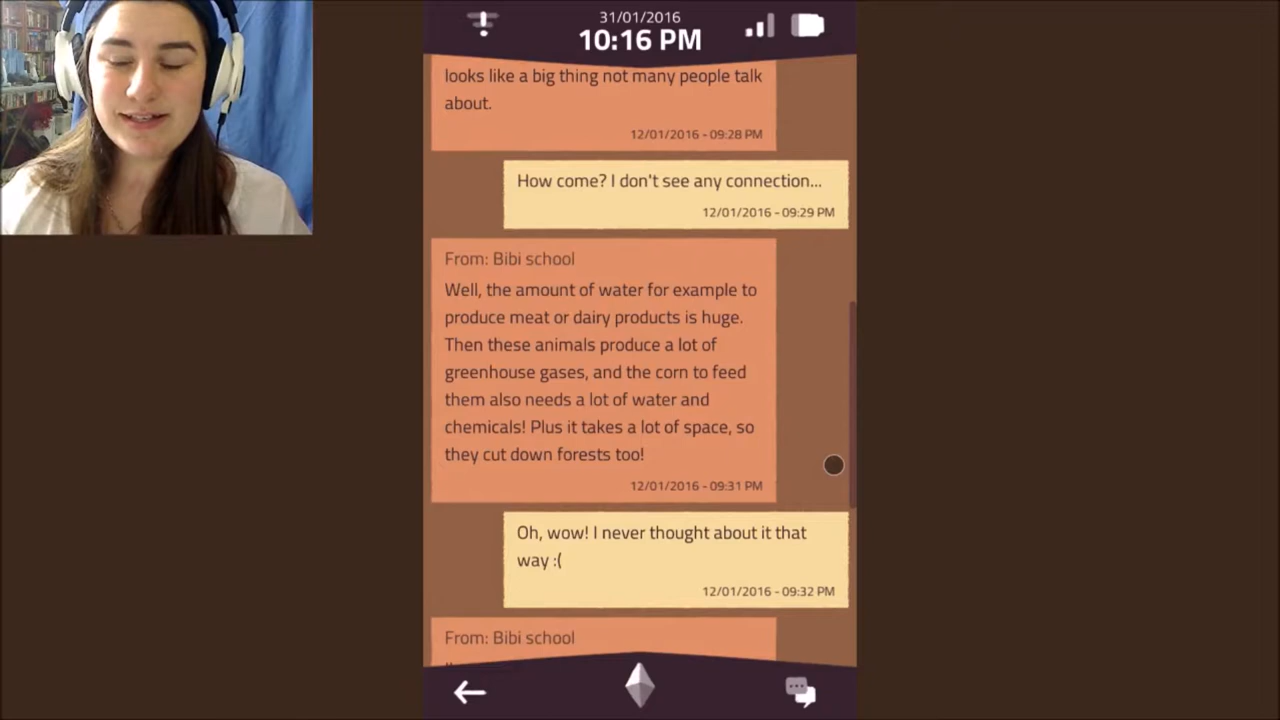 31/01/2016
10:16 PM
looks like a big thing not many people talk
about.
12/01/2016 - 09:28 PM
How come? I don't see any connection...
12/01/2016 - 09:29 PM
From: Bibi school
Well, the amount of water for example to
produce meat or dairy products is huge.
Then these animals produce a lot of
greenhouse gases, and the corn to feed
them also needs a lot of water and
chemicals! Plus it takes a lot of space, so
they cut down forests too!
12/01/2016 - 09:31 PM
Oh, wow! I never thought about it that
way :(
12/01/2016 - 09:32 PM
From: Bibi school